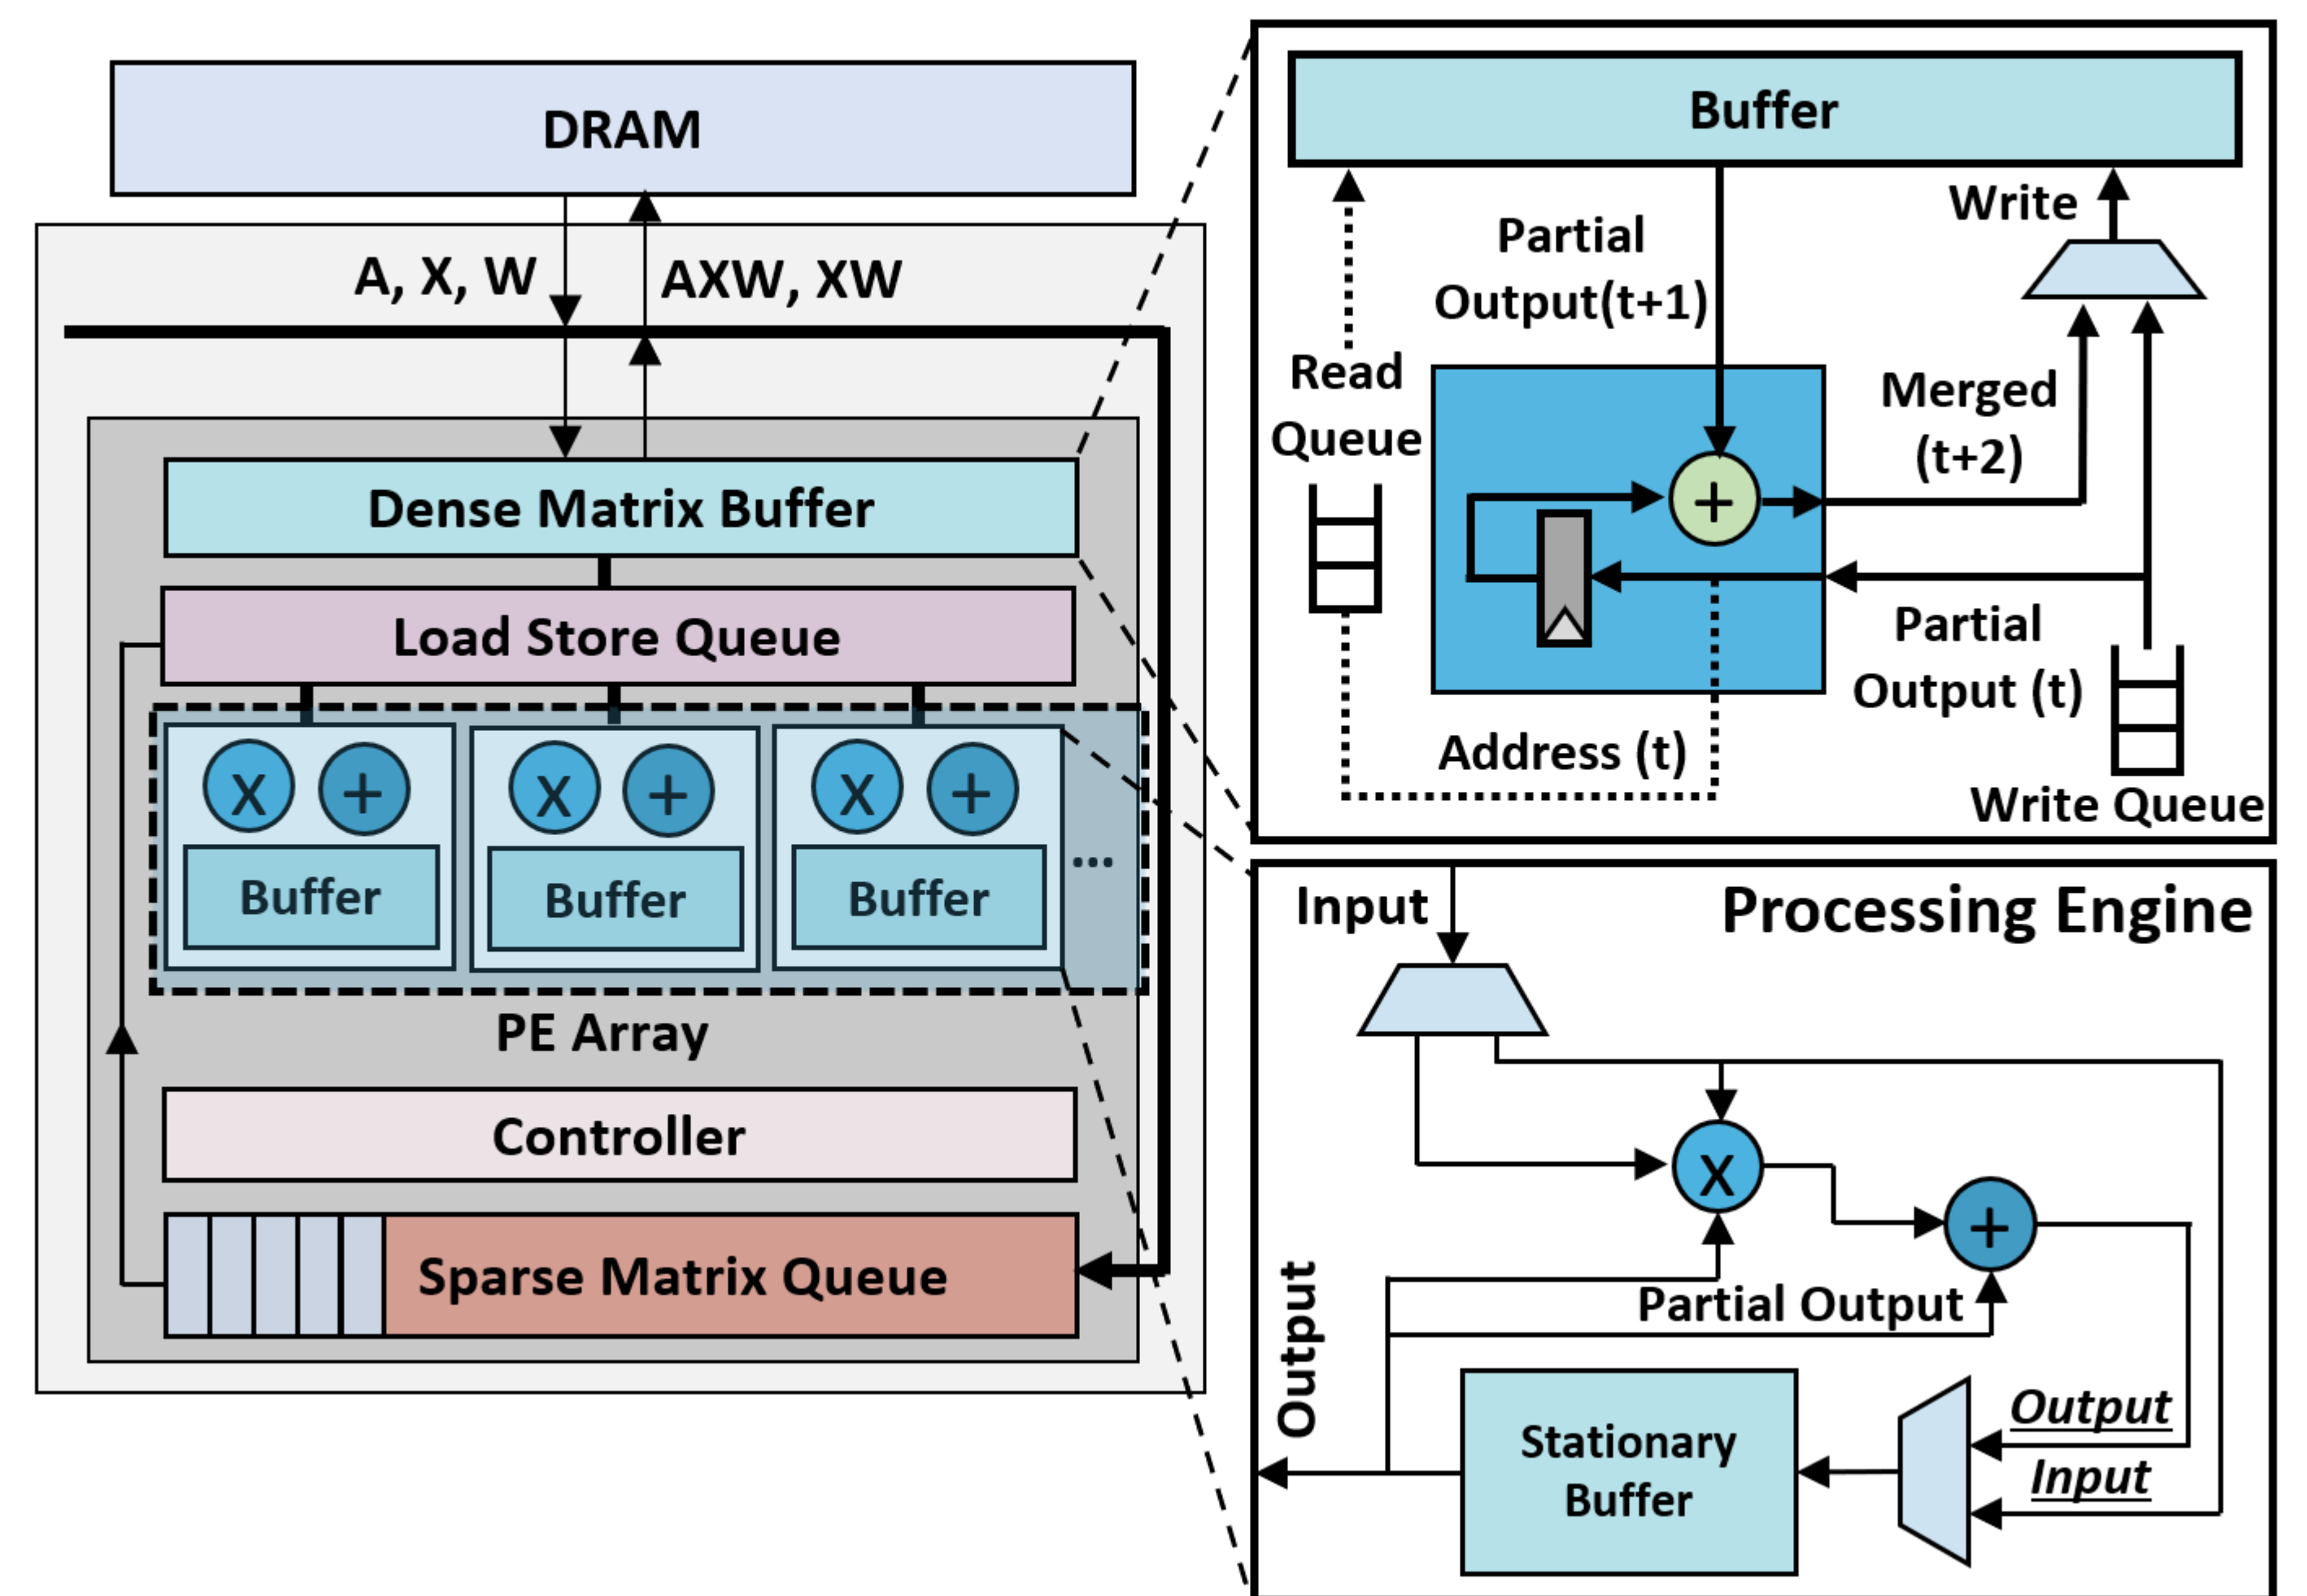 DRAM
A, X, W
AXW, XW
Dense Matrix Buffer
Load Store Queue
X + X + X +
Buffer Buffer Buffer ...
PE Array
Controller
Sparse Matrix Queue
Buffer
Write
Partial
Output(t+1)
Read
Queue
Merged
(t+2)
+
Partial
Output (t)
Address (t)
Write Queue
Processing Engine
Input
X
+
Partial Output
Output
Stationary
Buffer
Output
Input